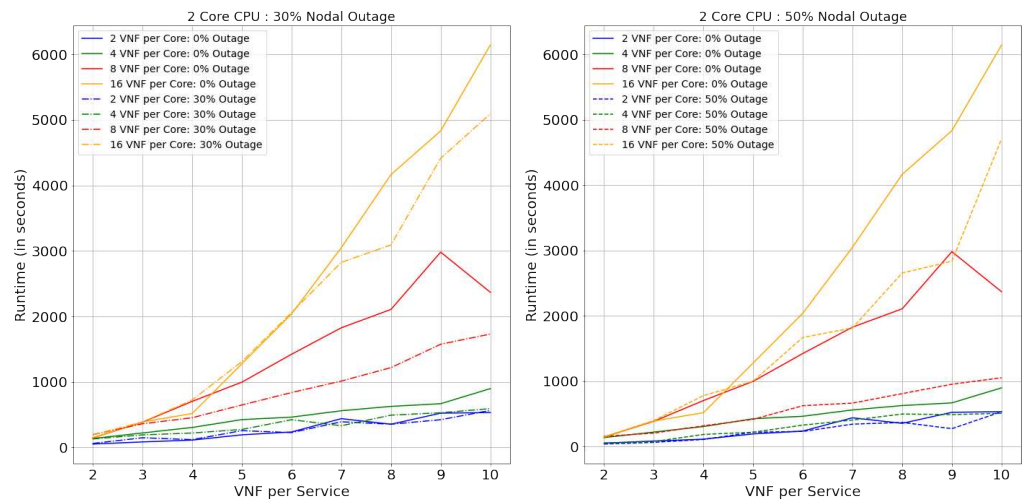 2 Core CPU : 30% Nodal Outage
2 VNF per Core: 0% Outage
4 VNF per Core: 0% Outage
8 VNF per Core: 0% Outage
16 VNF per Core: 0% Outage
2 VNF per Core: 30% Outage
4 VNF per Core: 30% Outage
8 VNF per Core: 30% Outage
16 VNF per Core: 30% Outage
6000
5000
4000
3000
2000
1000
0
Runtime (in seconds)
2 3 4 5 6 7 8 9 10
VNF per Service
2 Core CPU : 50% Nodal Outage
2 VNF per Core: 0% Outage
4 VNF per Core: 0% Outage
8 VNF per Core: 0% Outage
16 VNF per Core: 0% Outage
2 VNF per Core: 50% Outage
4 VNF per Core: 50% Outage
8 VNF per Core: 50% Outage
16 VNF per Core: 50% Outage
6000
5000
4000
3000
2000
1000
0
Runtime (in seconds)
2 3 4 5 6 7 8 9 10
VNF per Service